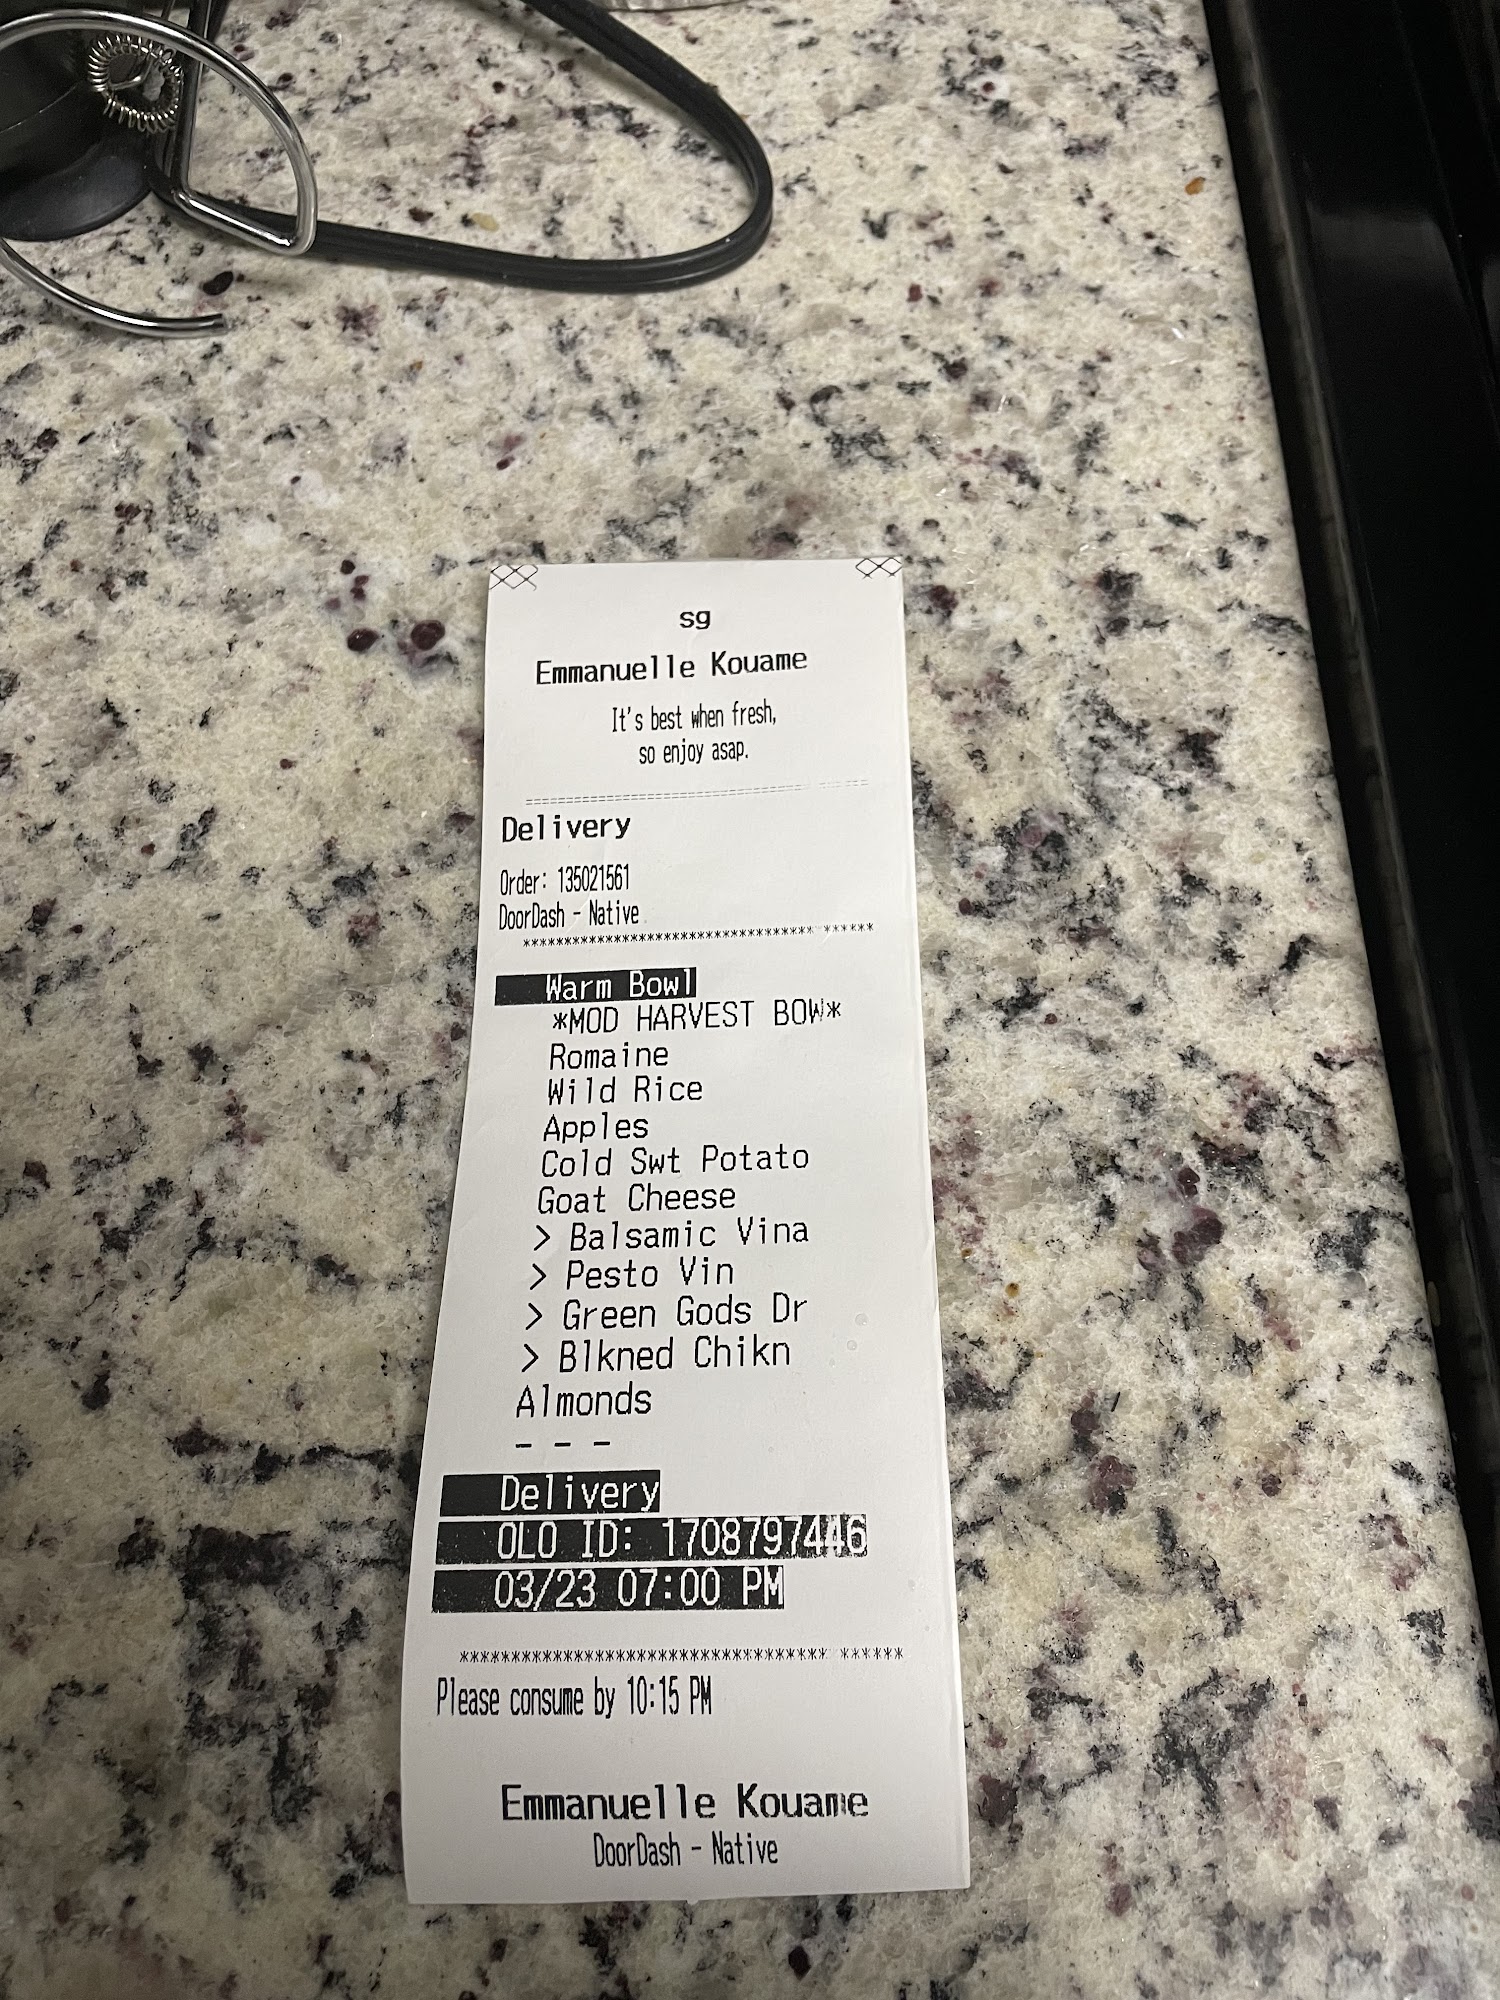 sg
Emmanuelle Kouame
It's best when fresh,
so enjoy asap.
Delivery
Order: 135021561
DoorDash - Native
***********************************
Warm Bowl
*MOD HARVEST BOW*
Romaine
Wild Rice
Apples
Cold Swt Potato
Goat Cheese
> Balsamic Vina
> Pesto Vin
> Green Gods Dr
> Blkned Chikn
Almonds
- - -
Delivery
OLO ID: 1708797446
03/23 07:00 PM
***********************************
Please consume by 10:15 PM
Emmanuelle Kouame
DoorDash - Native